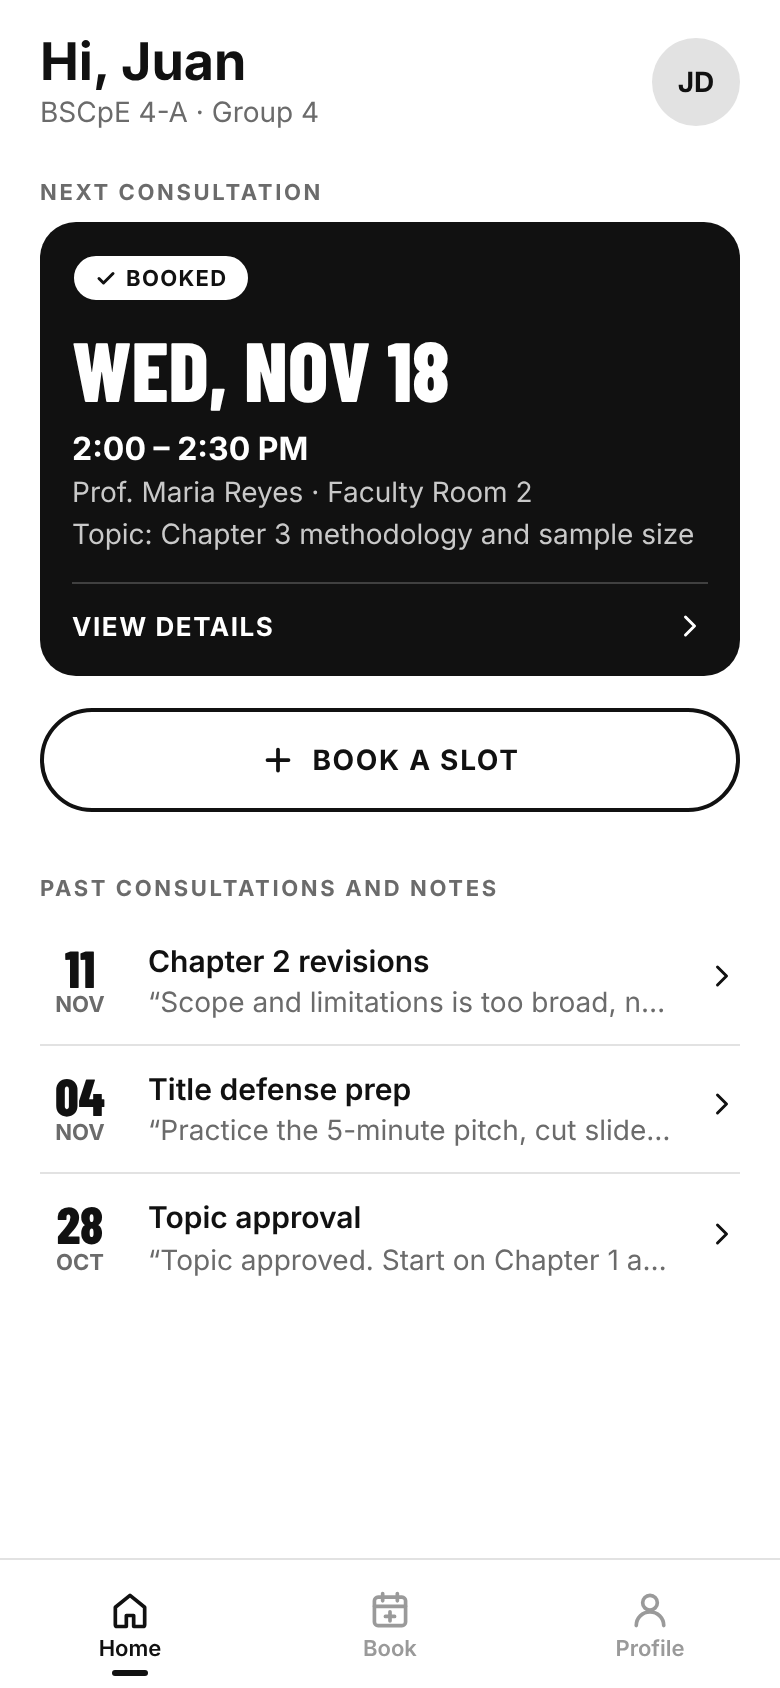 Hi, Juan
BSCpE 4-A · Group 4
JD
NEXT CONSULTATION
BOOKED
WED, NOV 18
2:00 – 2:30 PM
Prof. Maria Reyes · Faculty Room 2
Topic: Chapter 3 methodology and sample size
VIEW DETAILS
BOOK A SLOT
PAST CONSULTATIONS AND NOTES
11 NOV
Chapter 2 revisions
“Scope and limitations is too broad, n...
04 NOV
Title defense prep
“Practice the 5-minute pitch, cut slide...
28 OCT
Topic approval
“Topic approved. Start on Chapter 1 a...
Home
Book
Profile